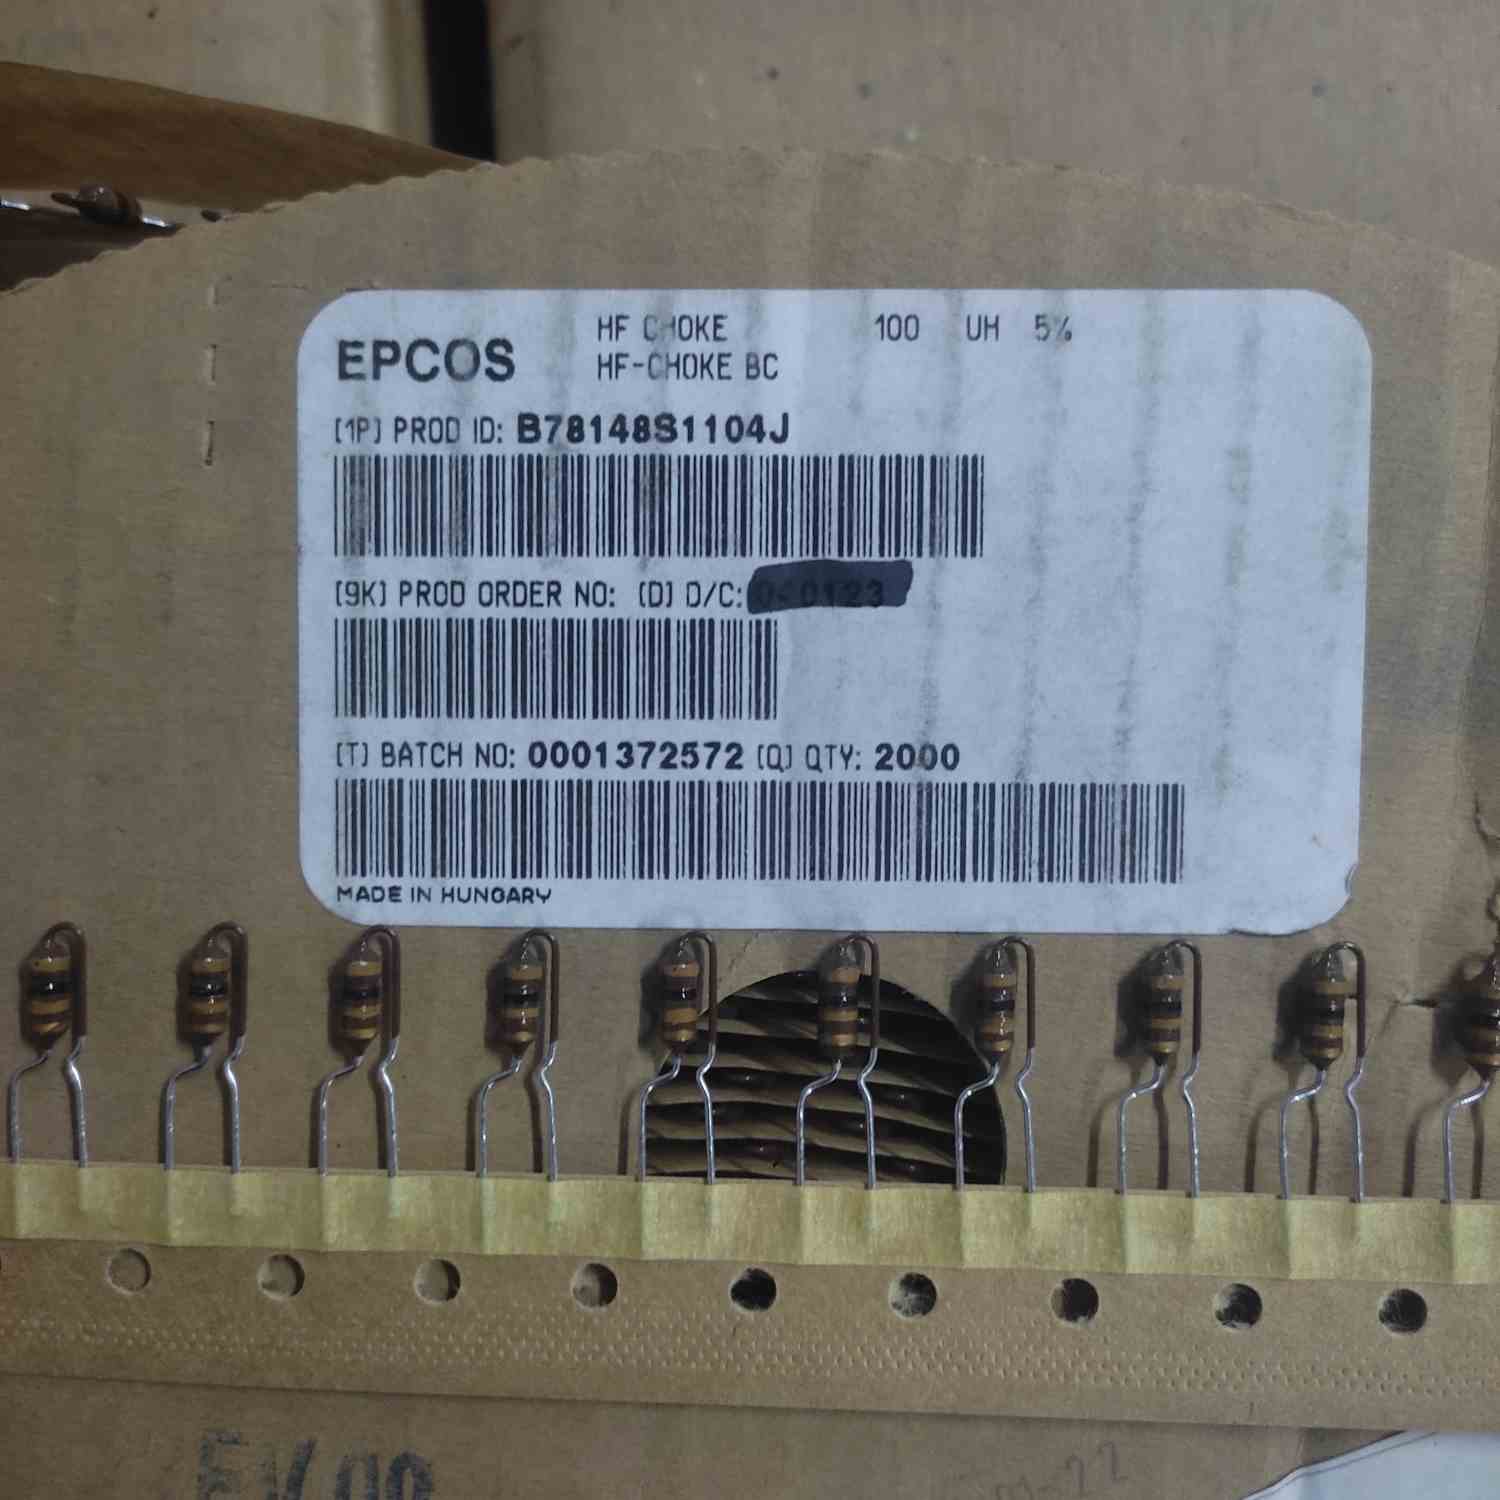 HF CHOKE 100 UH 5%
EPCOS
HF-CHOKE BC
[1P] PROD ID: B78148S1104J
[9K] PROD ORDER NO: [D] D/C:
[T] BATCH NO: 0001372572 [Q] QTY: 2000
MADE IN HUNGARY